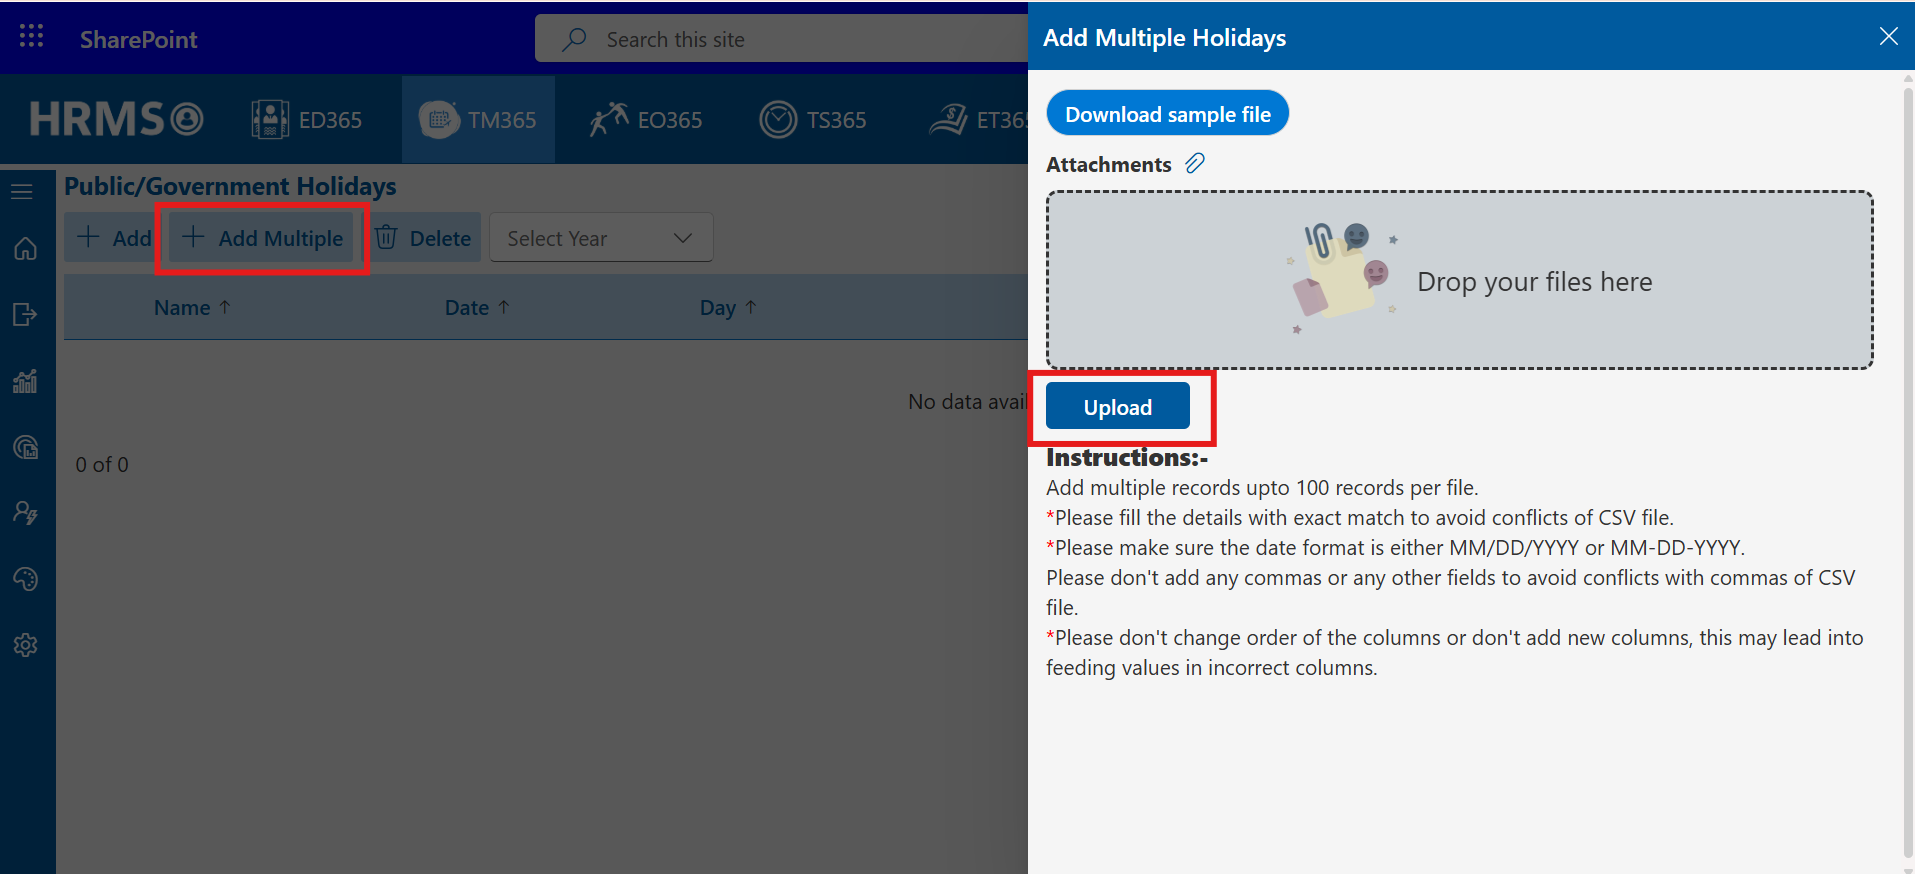 SharePoint
Search this site
Add Multiple Holidays
HRMS
ED365
TM365
EO365
TS365
ET365
Download sample file
Attachments
Public/Government Holidays
Add
Add Multiple
Delete
Select Year
Drop your files here
Name ↑
Date ↑
Day ↑
No data avail
0 of 0
Upload
Instructions:-
Add multiple records upto 100 records per file.
*Please fill the details with exact match to avoid conflicts of CSV file.
*Please make sure the date format is either MM/DD/YYYY or MM-DD-YYYY.
Please don't add any commas or any other fields to avoid conflicts with commas of CSV
file.
*Please don't change order of the columns or don't add new columns, this may lead into
feeding values in incorrect columns.